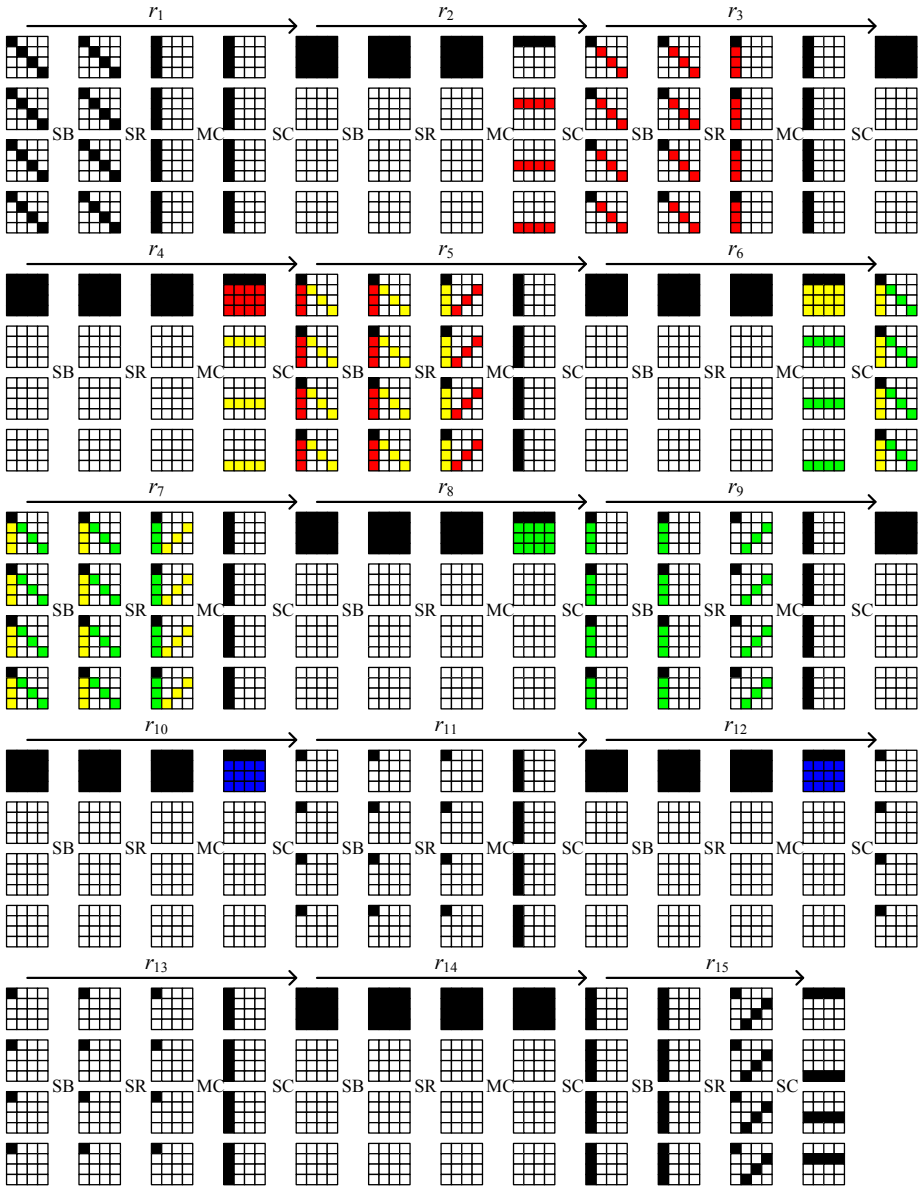 r1 r2 r3
SB SR MC SC SB SR MC SC SB SR MC SC
r4 r5 r6
SB SR MC SC SB SR MC SC SB SR MC SC
r7 r8 r9
SB SR MC SC SB SR MC SC SB SR MC SC
r10 r11 r12
SB SR MC SC SB SR MC SC SB SR MC SC
r13 r14 r15
SB SR MC SC SB SR MC SC SB SR SC